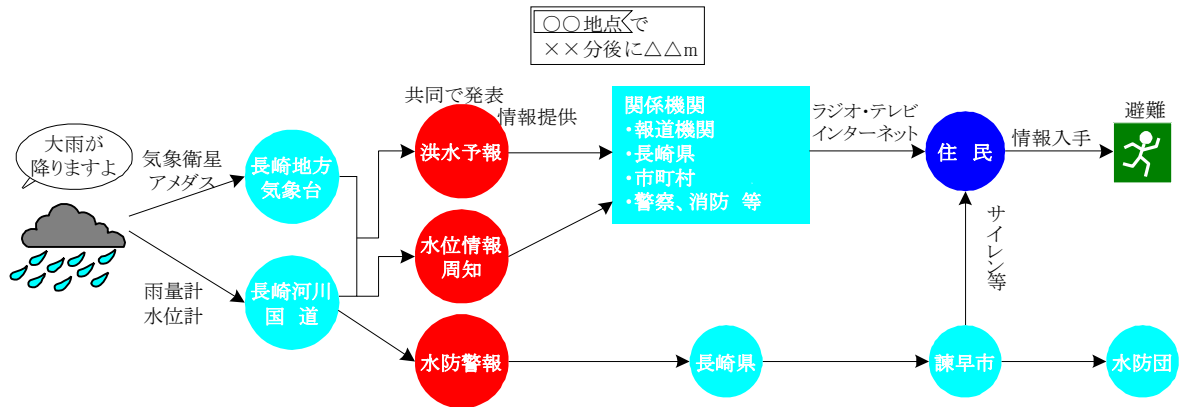 ○○地点で
××分後に△△m
大雨が
降りますよ
気象衛星
アメダス
雨量計
水位計
長崎地方
気象台
長崎河川
国 道
共同で発表
洪水予報
水位情報
周知
水防警報
情報提供
関係機関
・報道機関
・長崎県
・市町村
・警察、消防 等
ラジオ・テレビ
インターネット
住 民
情報入手
避難
サイレン等
長崎県
諫早市
水防団